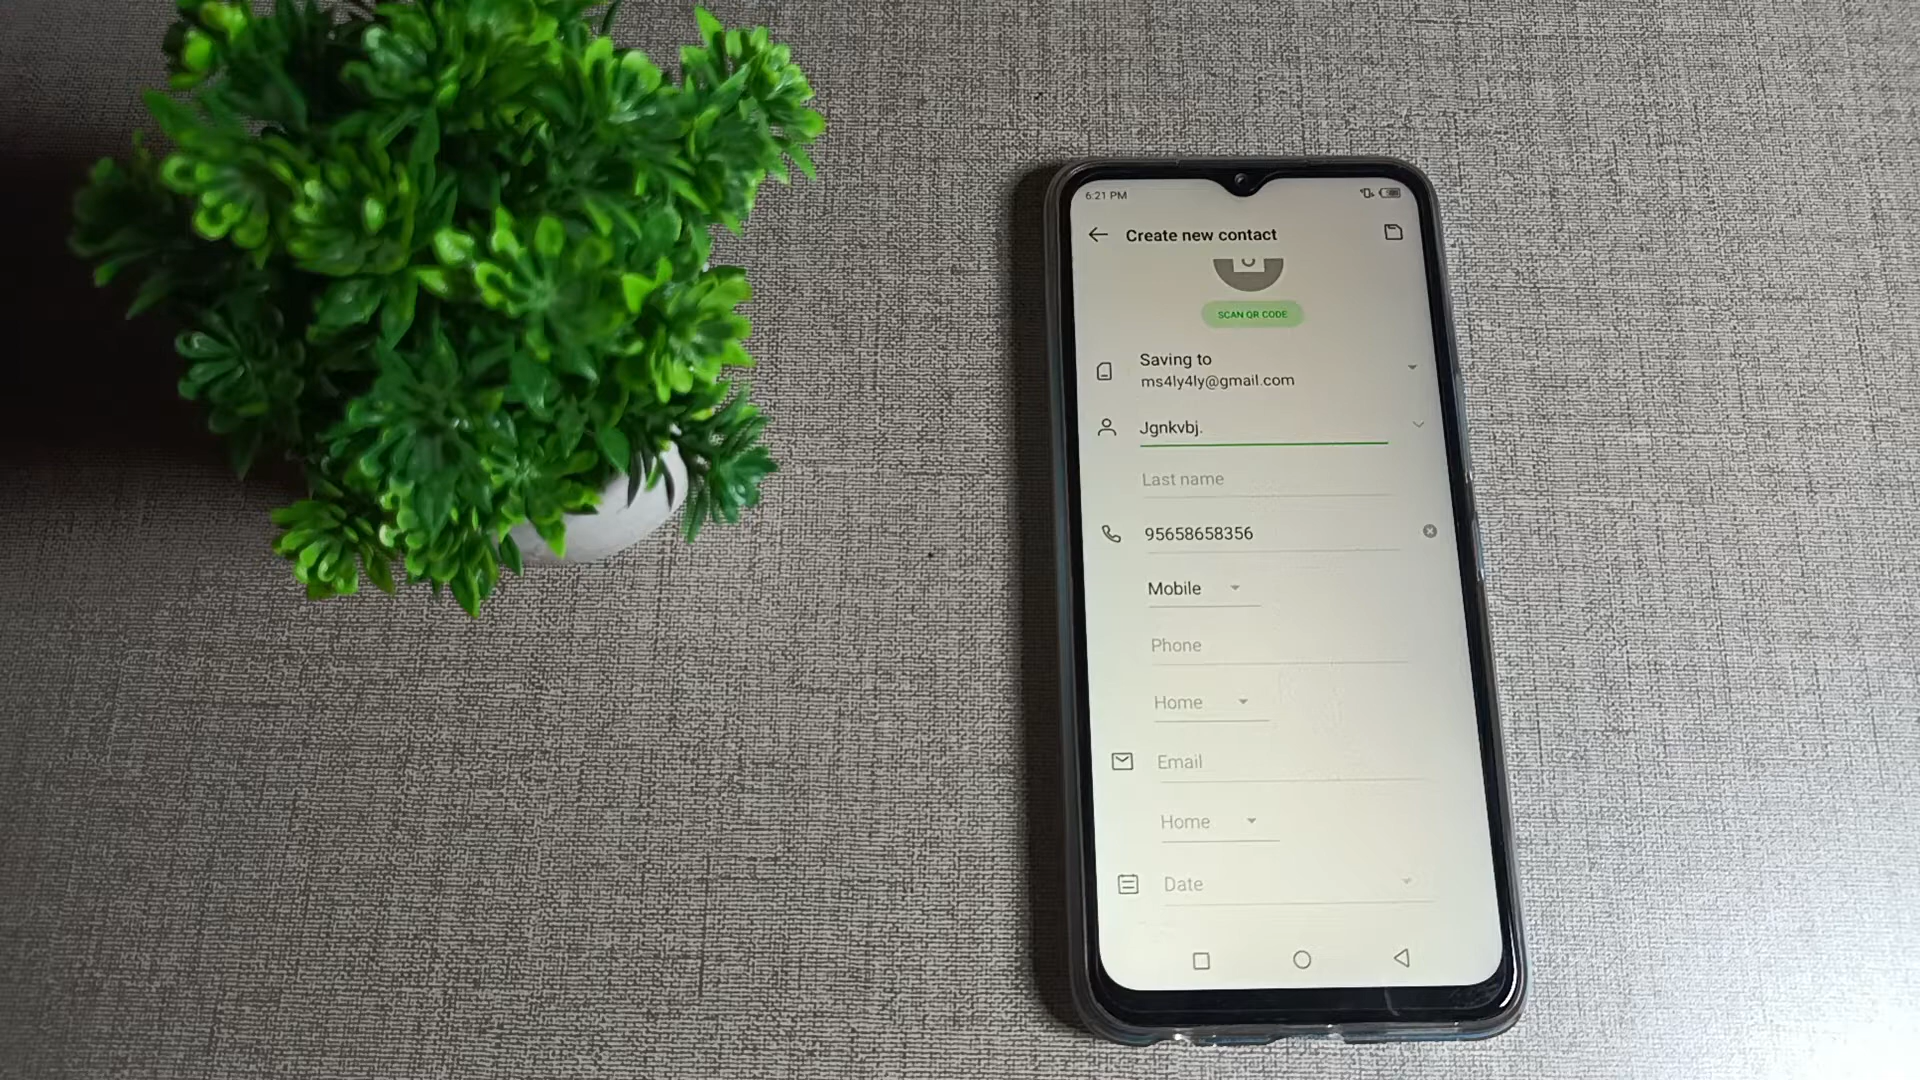 6:21 PM
Create new contact
SCAN QR CODE
Saving to
ms4ly4ly@gmail.com
Jgnkvbj.
Last name
95658658356
Mobile
Phone
Home
Email
Home
Date